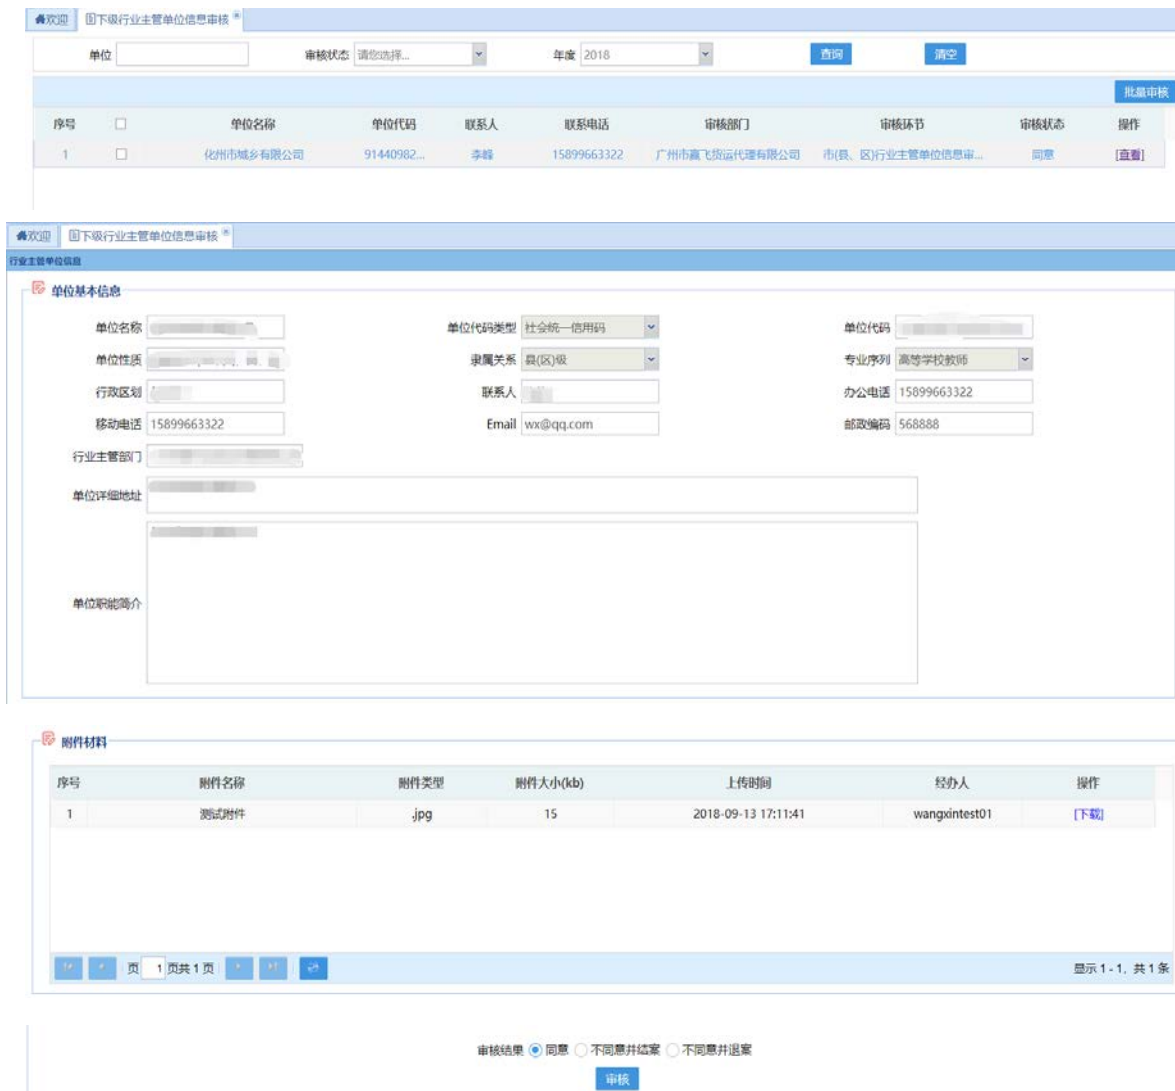 欢迎 下级行业主管单位信息审核
单位 审核状态 请您选择... 年度 2018 查询 清空
批量审核
序号 单位名称 单位代码 联系人 联系电话 审核部门 审核环节 审核状态 操作
1 化州市城乡有限公司 91440982... 李峰 15899663322 广州市赢飞货运代理有限公司 市(县、区)行业主管单位信息审... 同意 [查看]
欢迎 下级行业主管单位信息审核
行业主管单位信息
单位基本信息
单位名称 单位代码类型 社会统一信用码 单位代码
单位性质 隶属关系 县(区)级 专业序列 高等学校教师
行政区划 联系人 办公电话 15899663322
移动电话 15899663322 Email wx@qq.com 邮政编码 568888
行业主管部门
单位详细地址
单位职能简介
附件材料
序号 附件名称 附件类型 附件大小(kb) 上传时间 经办人 操作
1 测试附件 .jpg 15 2018-09-13 17:11:41 wangxintest01 [下载]
页 1 页共 1 页 显示 1 - 1, 共 1 条
审核结果 同意 不同意并结案 不同意并退案
审核